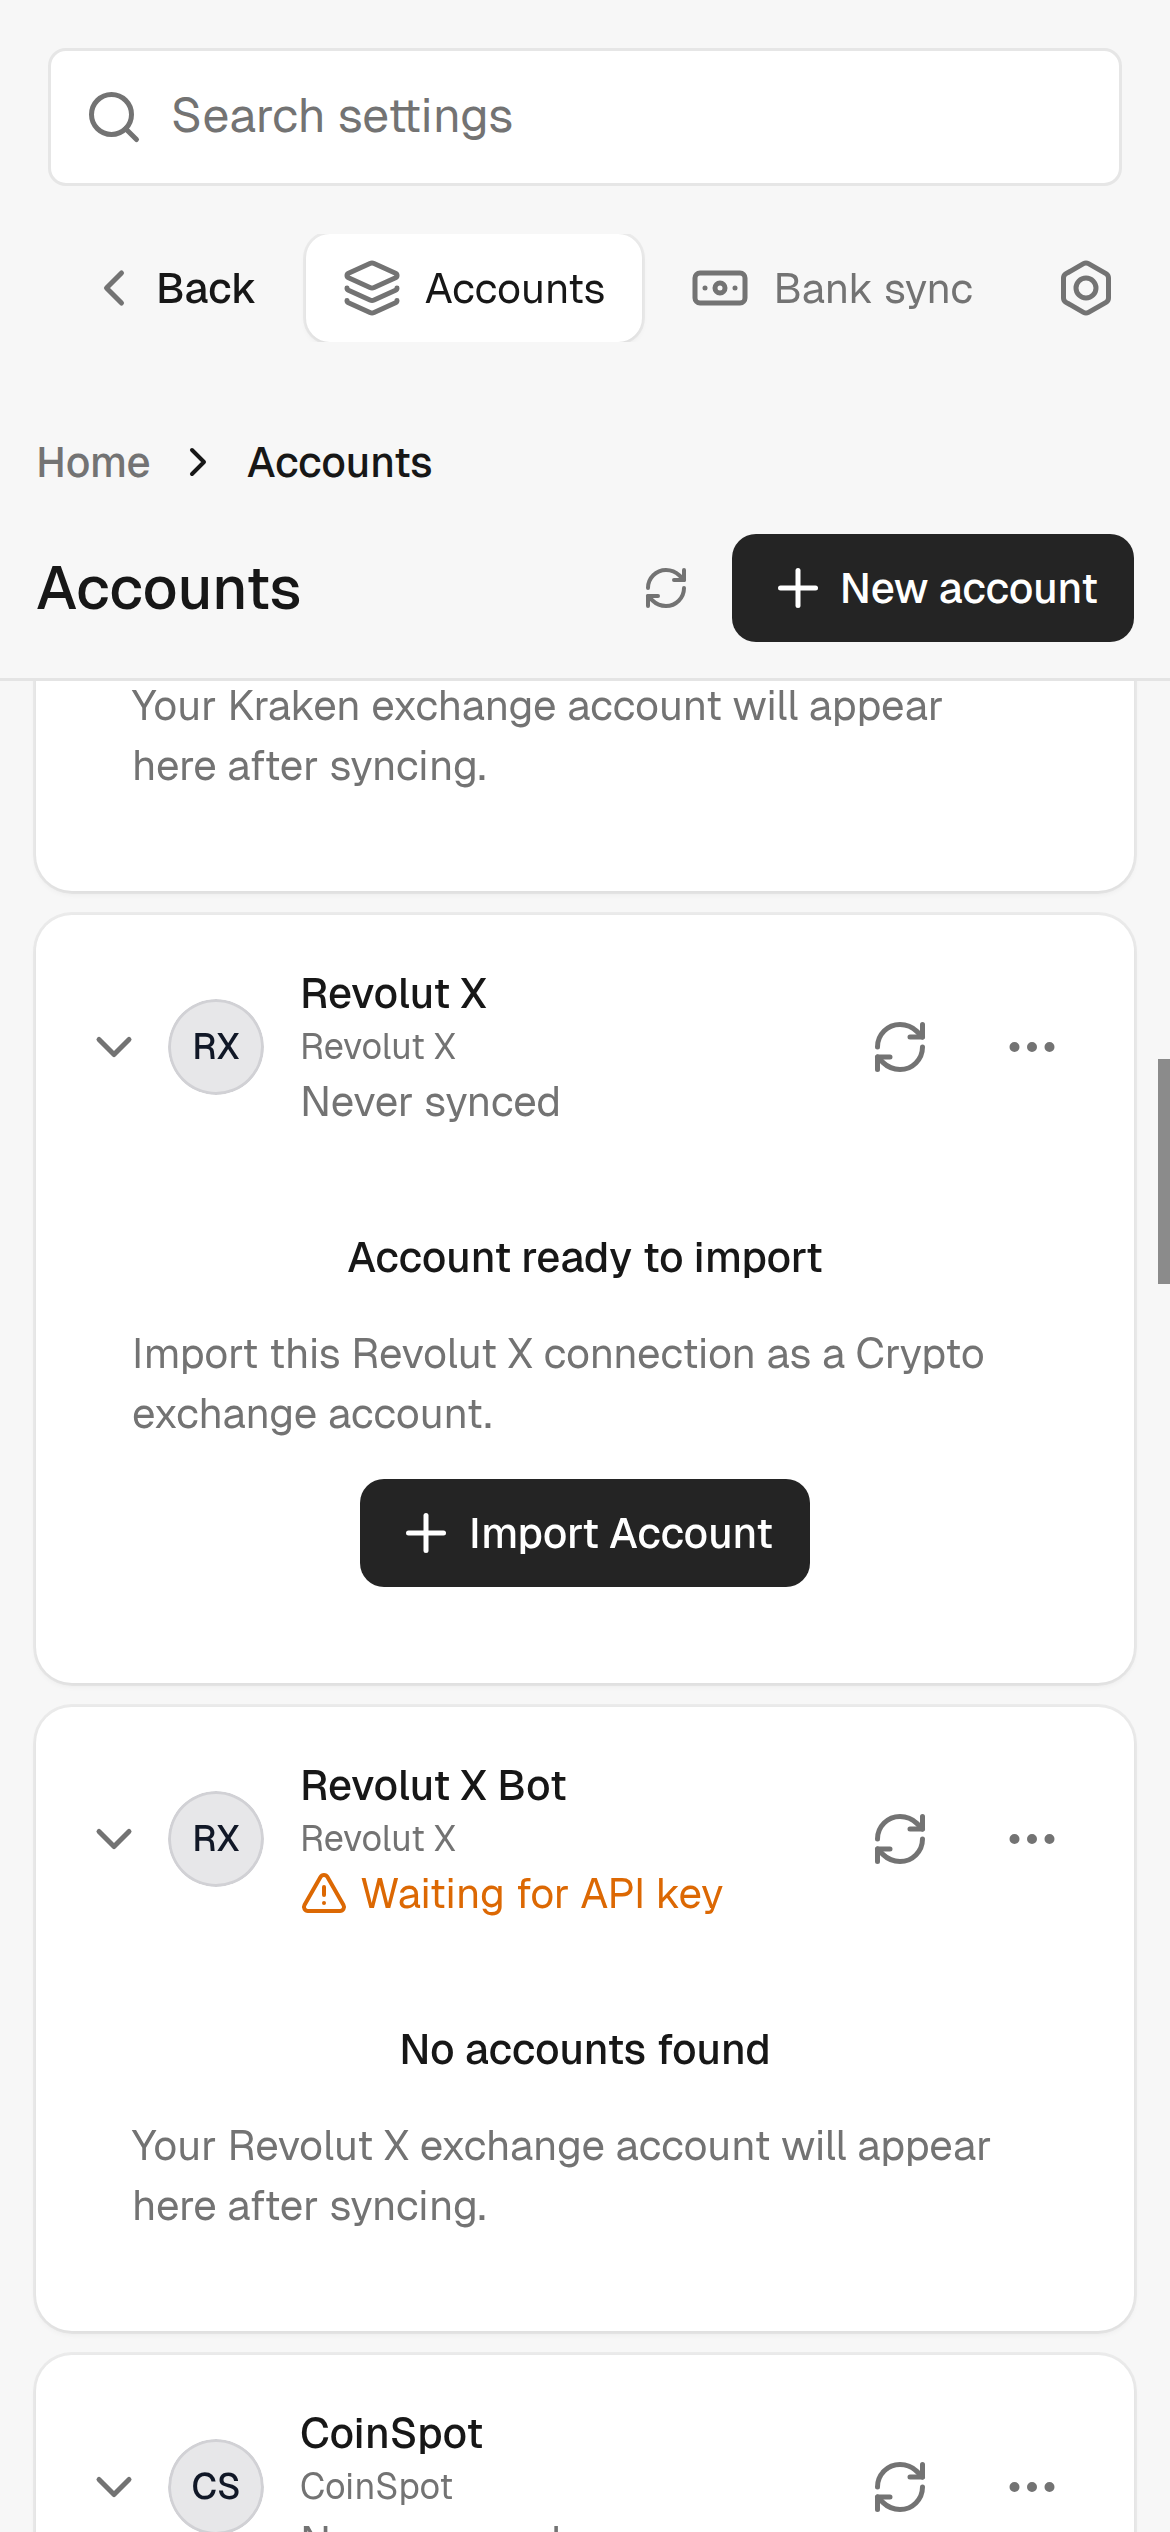 Search settings
Back
Accounts
Bank sync
Home
Accounts
Accounts
New account
Your Kraken exchange account will appear
here after syncing.
RX
Revolut X
Revolut X
Never synced
Account ready to import
Import this Revolut X connection as a Crypto
exchange account.
Import Account
RX
Revolut X Bot
Revolut X
Waiting for API key
No accounts found
Your Revolut X exchange account will appear
here after syncing.
CS
CoinSpot
CoinSpot